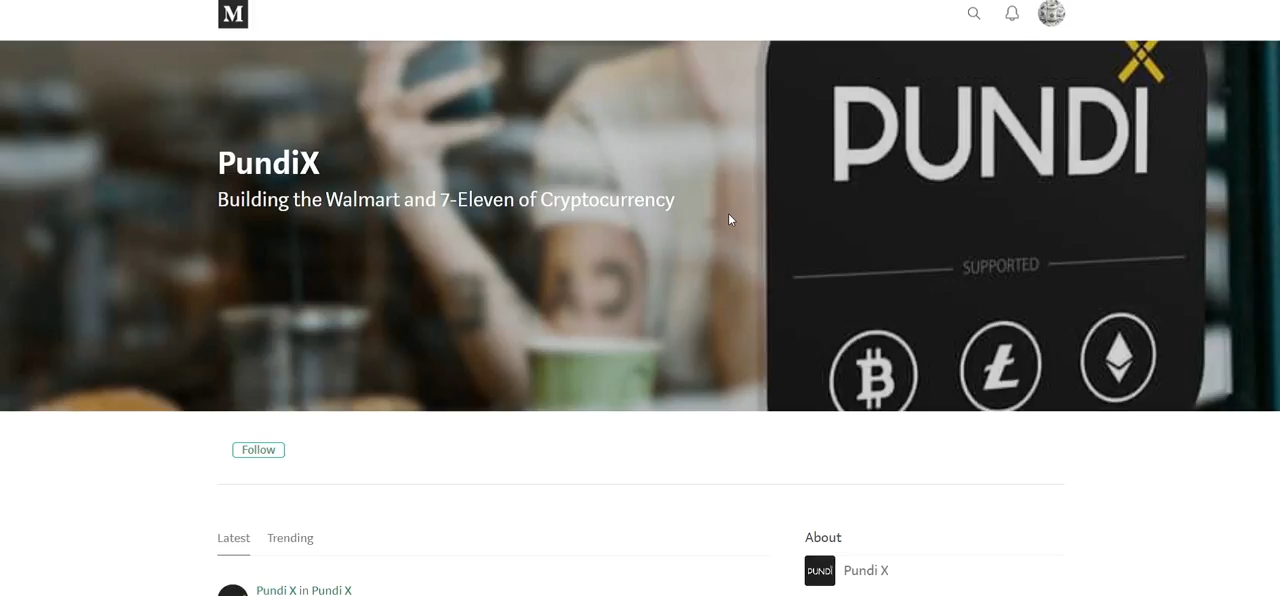 M
PUNDI X
PundiX
Building the Walmart and 7-Eleven of Cryptocurrency
SUPPORTED
Follow
Latest Trending
About
PUNDI Pundi X
Pundi X in Pundi X